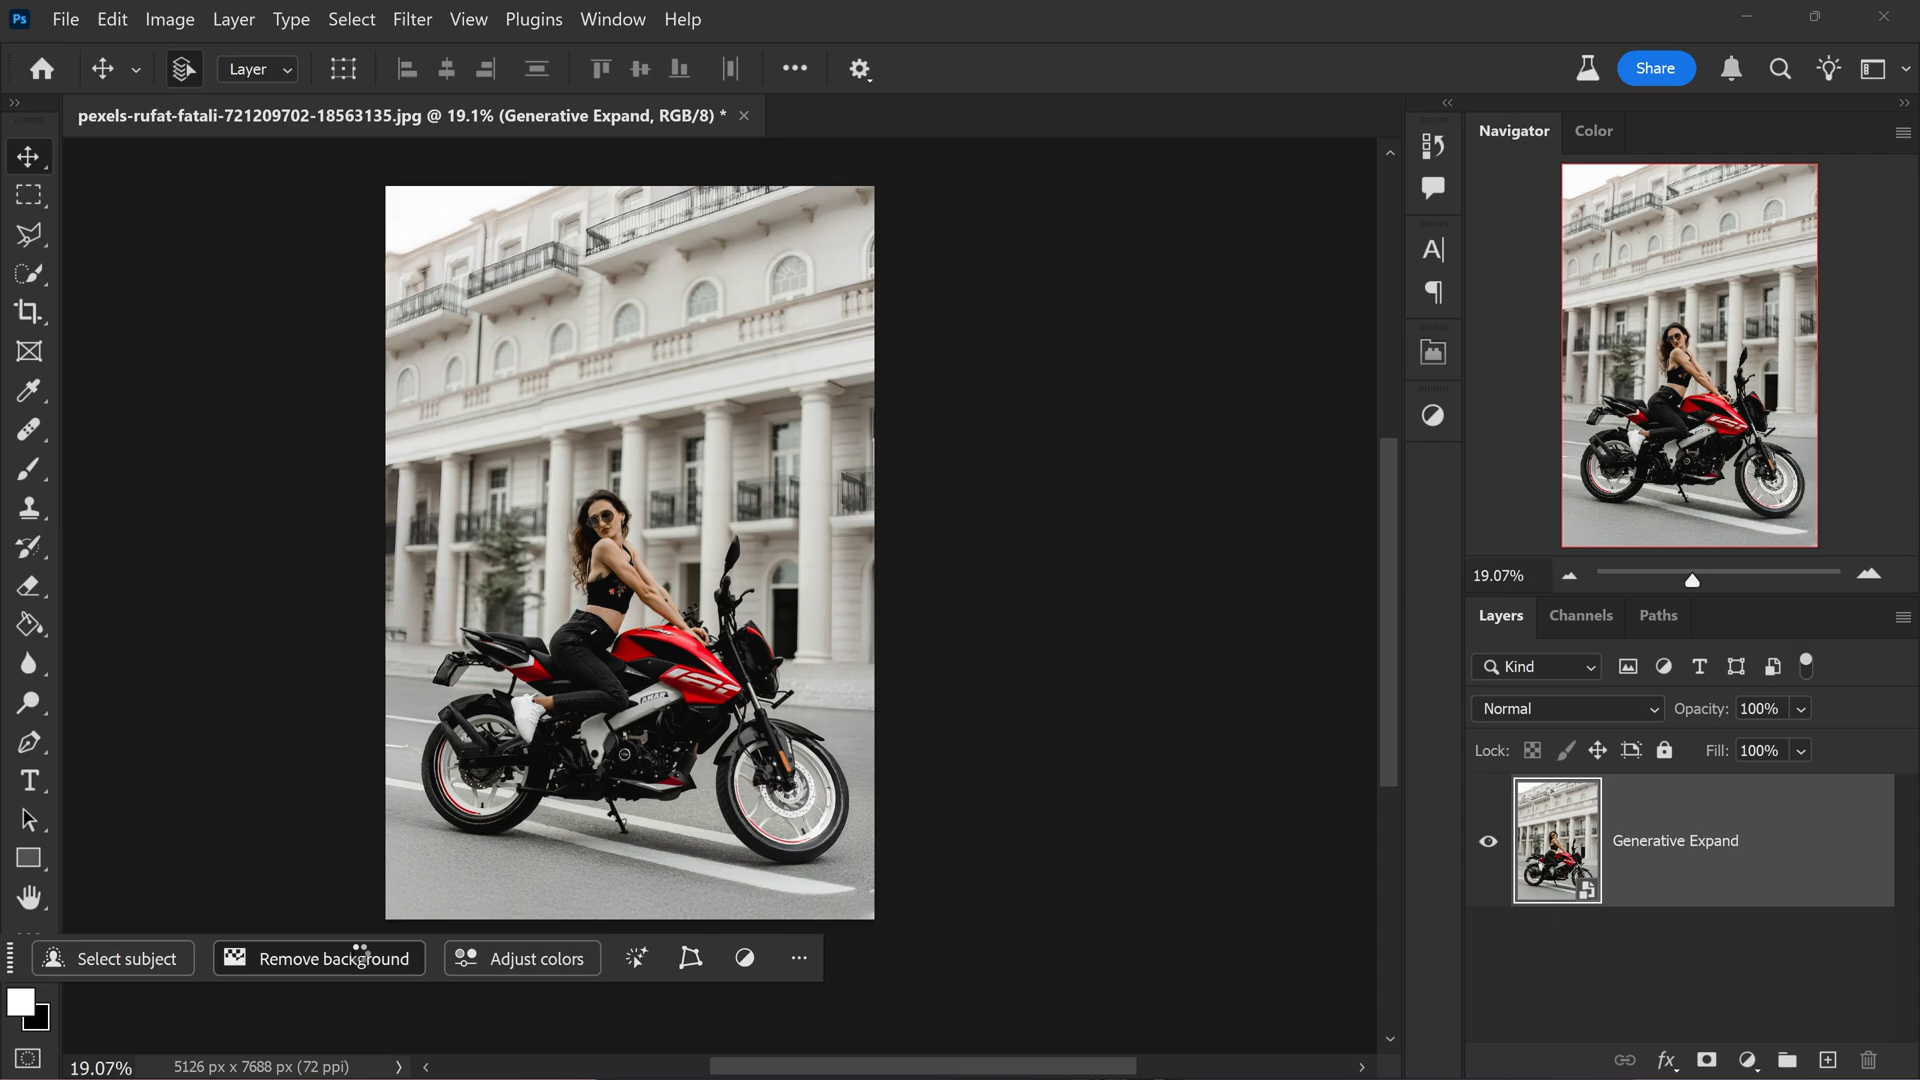 Ps File Edit Image Layer Type Select Filter View Plugins Window Help
Layer Share
pexels-rufat-fatali-721209702-18563135.jpg @ 19.1% (Generative Expand, RGB/8) *
Navigator Color
19.07%
Layers Channels Paths
Kind
Normal Opacity: 100%
Lock: Fill: 100%
Generative Expand
Select subject Remove background Adjust colors
19.07% 5126 px x 7688 px (72 ppi)
fx